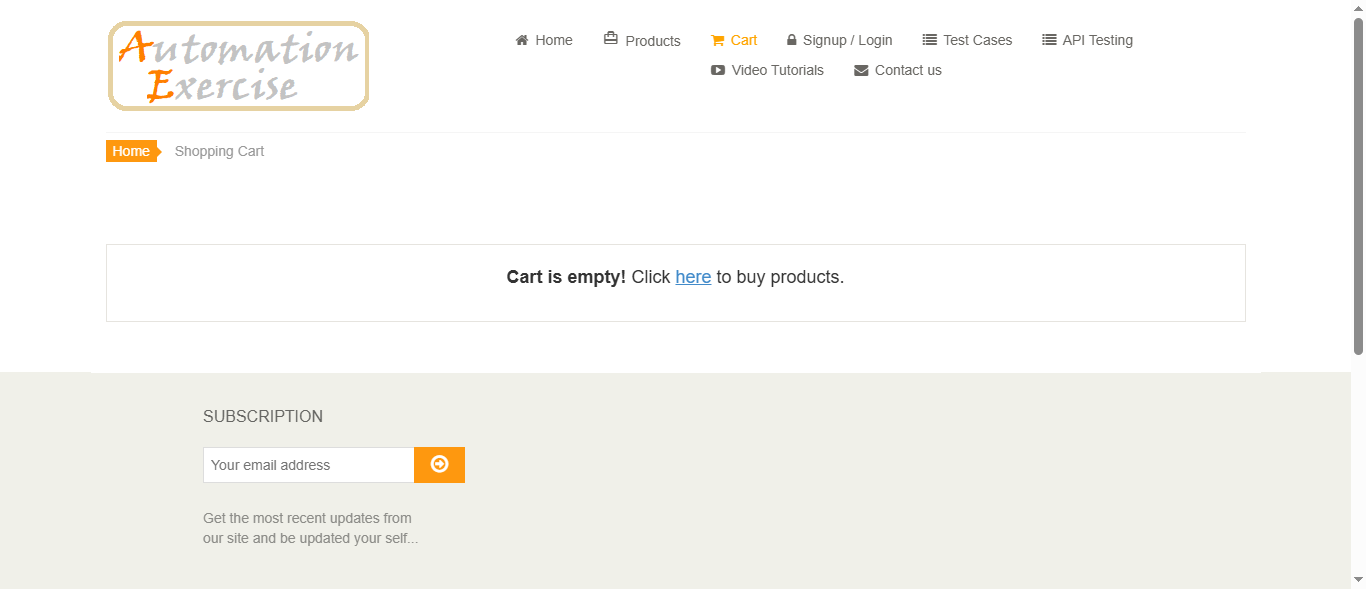 Automation
Exercise
Home Products Cart Signup / Login Test Cases API Testing
Video Tutorials Contact us
Home Shopping Cart
Cart is empty! Click here to buy products.
SUBSCRIPTION
Your email address
Get the most recent updates from
our site and be updated your self...